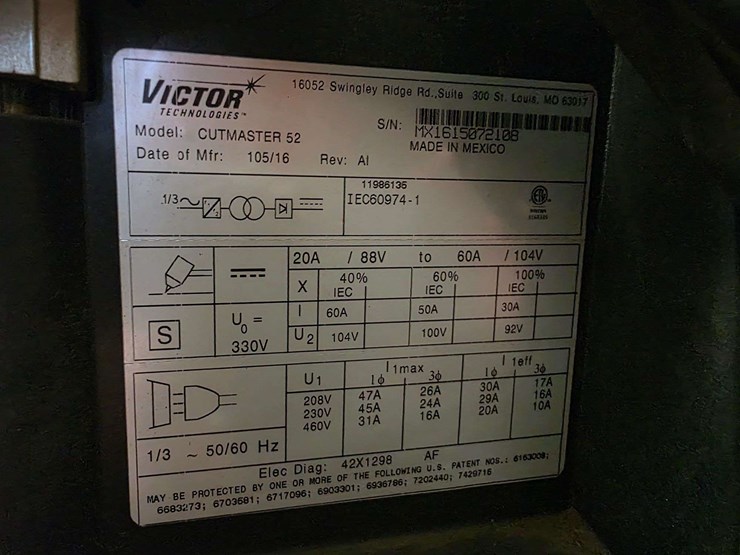 VICTOR
TECHNOLOGIES™
16052 Swingley Ridge Rd.,Suite 300 St. Louis, MO 63017
Model: CUTMASTER 52
S/N: MX1615072108
MADE IN MEXICO
Date of Mfr: 105/16 Rev: AI
1/3~
11986135
IEC60974-1
20A / 88V to 60A / 104V
X 40% IEC 60% IEC 100% IEC
S U0 = 330V
I 60A 50A 30A
U2 104V 100V 92V
U1 I1max I1eff
1ϕ 3ϕ 1ϕ 3ϕ
208V 47A 26A 30A 17A
230V 45A 24A 29A 16A
460V 31A 16A 20A 10A
1/3 ~ 50/60 Hz
Elec Diag: 42X1298 AF
MAY BE PROTECTED BY ONE OR MORE OF THE FOLLOWING U.S. PATENT NOS.: 6163008;
6683273; 6703581; 6717096; 6903301; 6936786; 7202440; 7429715